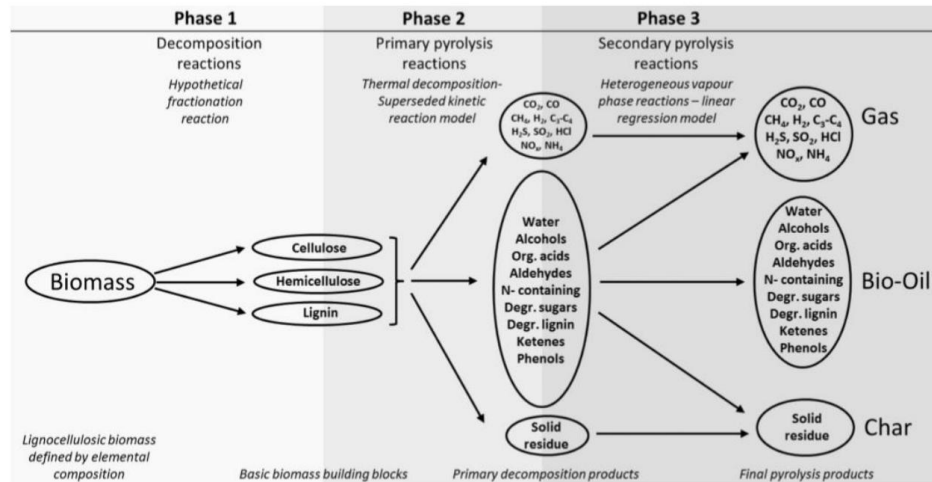 Phase 1
Phase 2
Phase 3
Decomposition
reactions
Hypothetical
fractionation
reaction
Primary pyrolysis
reactions
Thermal decomposition-
Superseded kinetic
reaction model
Secondary pyrolysis
reactions
Heterogeneous vapour
phase reactions – linear
regression model
CO₂, CO
CH₄, H₂, C₃-C₄
H₂S, SO₂, HCl
NOₓ, NH₄
CO₂, CO
CH₄, H₂, C₃-C₄
H₂S, SO₂, HCl
NOₓ, NH₄
Gas
Biomass
Cellulose
Hemicellulose
Lignin
Water
Alcohols
Org. acids
Aldehydes
N- containing
Degr. sugars
Degr. lignin
Ketenes
Phenols
Water
Alcohols
Org. acids
Aldehydes
N- containing
Degr. sugars
Degr. lignin
Ketenes
Phenols
Bio-Oil
Solid
residue
Solid
residue
Char
Lignocellulosic biomass
defined by elemental
composition
Basic biomass building blocks
Primary decomposition products
Final pyrolysis products